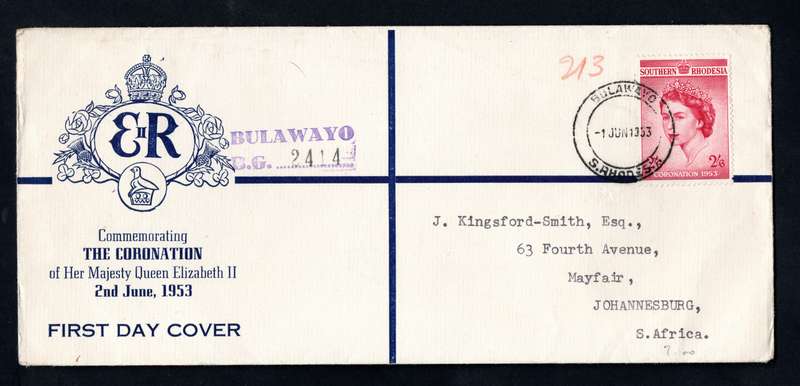 EIIR
BULAWAYO
2414
Commemorating
THE CORONATION
of Her Majesty Queen Elizabeth II
2nd June, 1953
FIRST DAY COVER
213
SOUTHERN RHODESIA
2/6
CORONATION 1953
BULAWAYO
-1 JUN 1953
S. RHODES.
J. Kingsford-Smith, Esq.,
63 Fourth Avenue,
Mayfair,
JOHANNESBURG,
S.Africa.